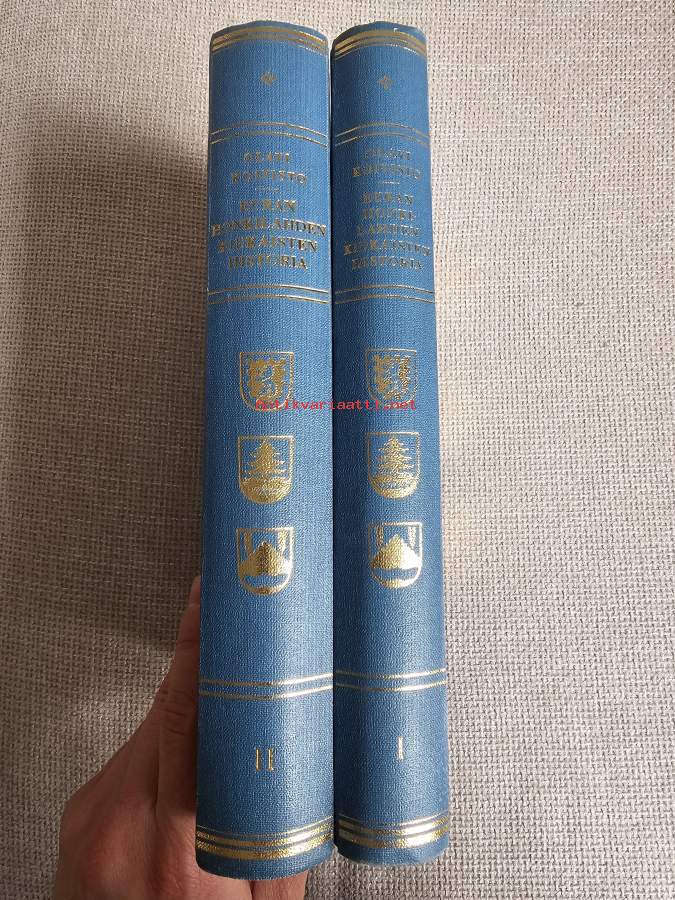 OLAVI
KOIVISTO
EURAN
HONKILAHDEN
KIUKAISTEN
HISTORIA
II
OLAVI
KOIVISTO
EURAN
HONKI
LAHDEN
KIUKAISTEN
HISTORIA
I
Antikvariaatti.net